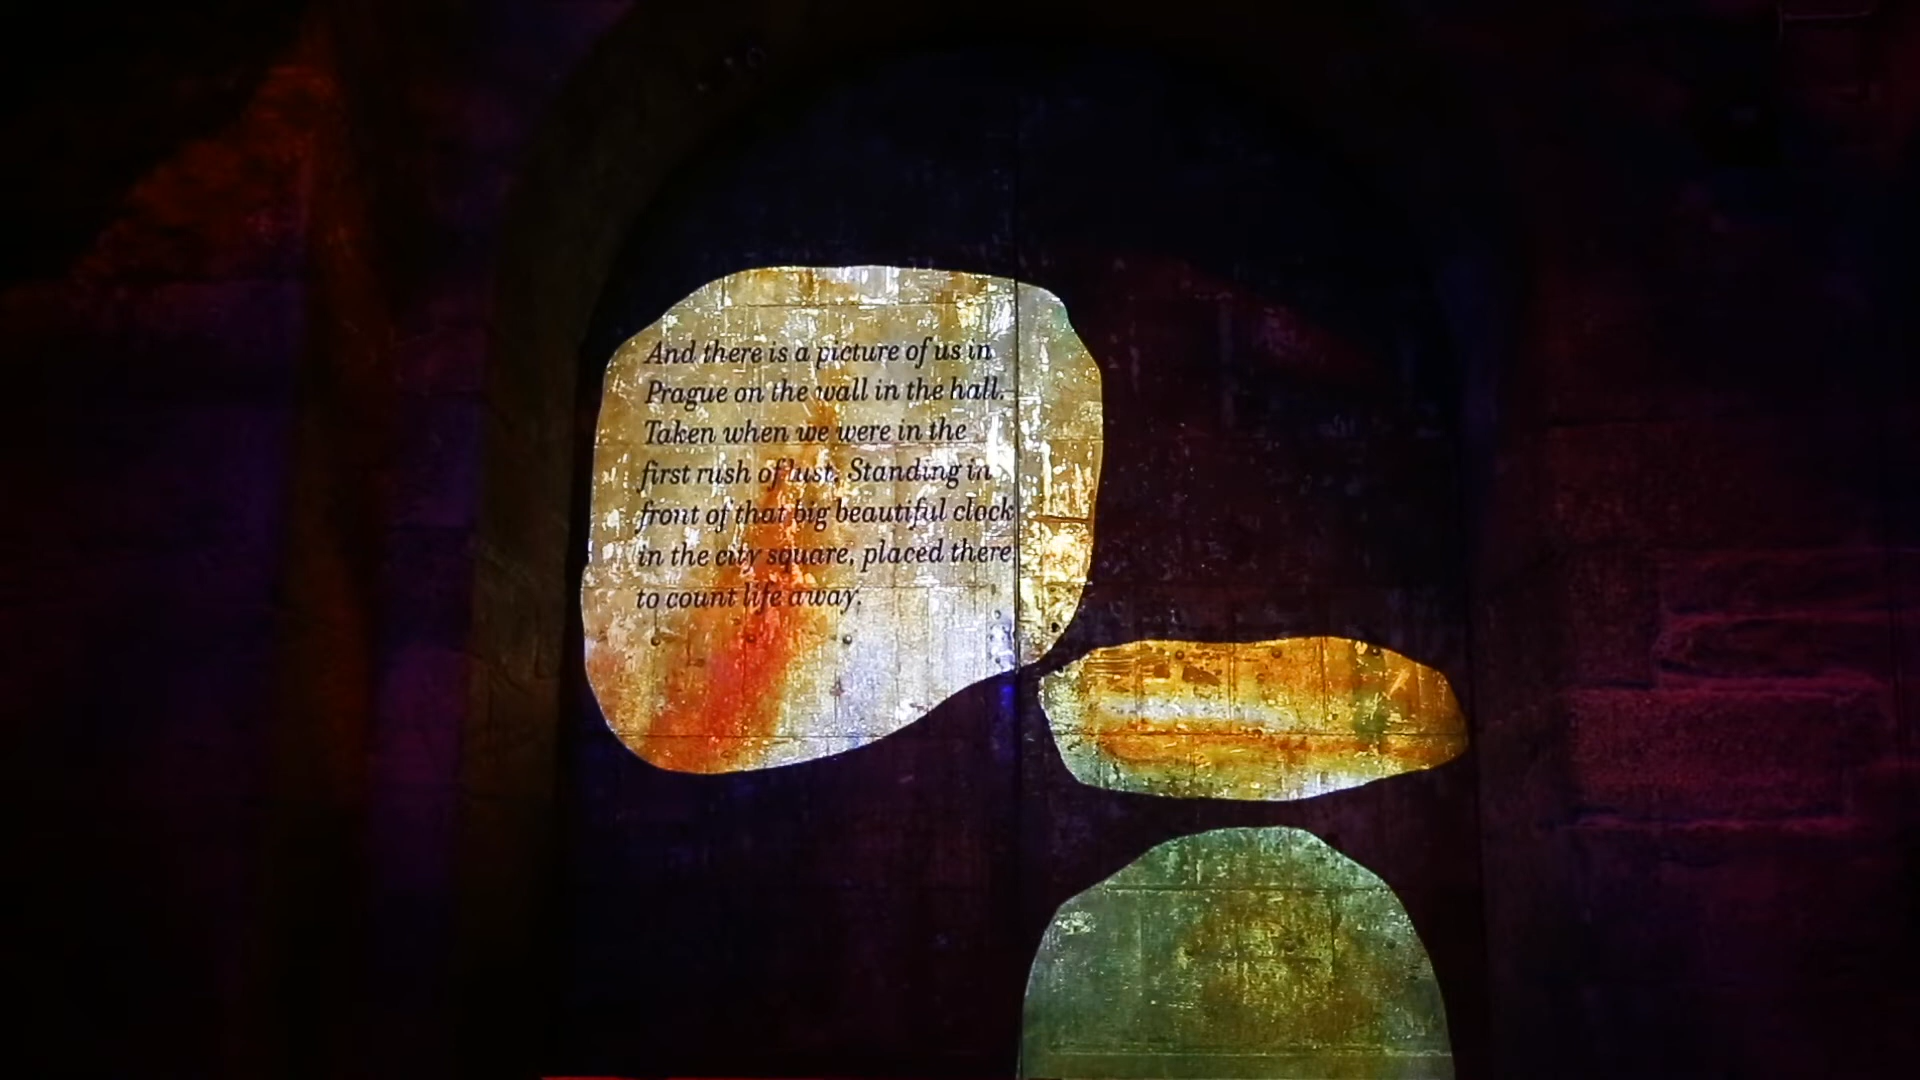 And there is a picture of us in
Prague on the wall in the hall.
Taken when we were in the
first rush of lust. Standing in
front of that big beautiful clock
in the city square, placed there
to count life away.